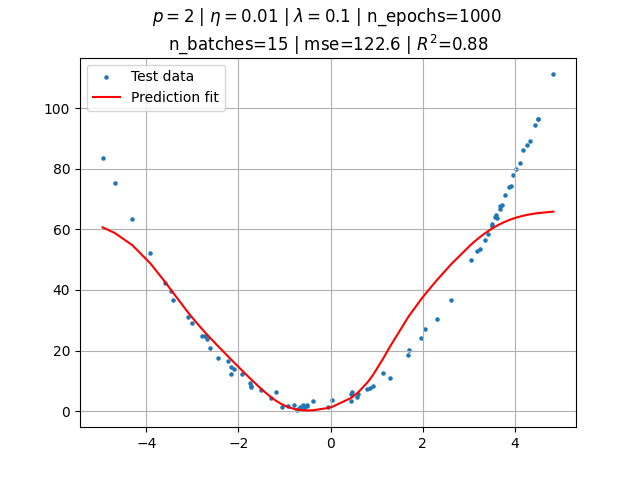 p = 2 | η = 0.01 | λ = 0.1 | n_epochs=1000
n_batches=15 | mse=122.6 | R²=0.88
Test data
Prediction fit
100
80
60
40
20
0
−4
−2
0
2
4